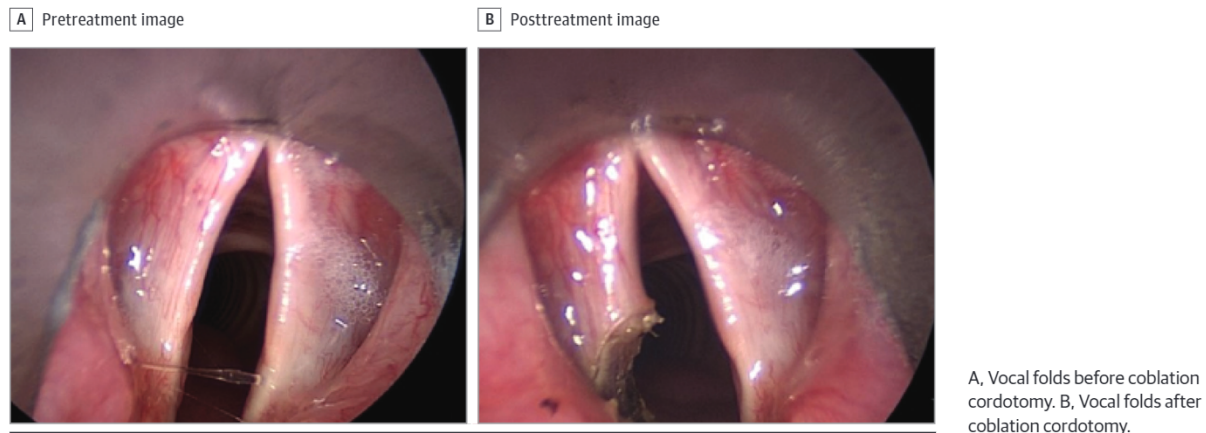 A Pretreatment image
B Posttreatment image
A, Vocal folds before coblation
cordotomy. B, Vocal folds after
coblation cordotomy.